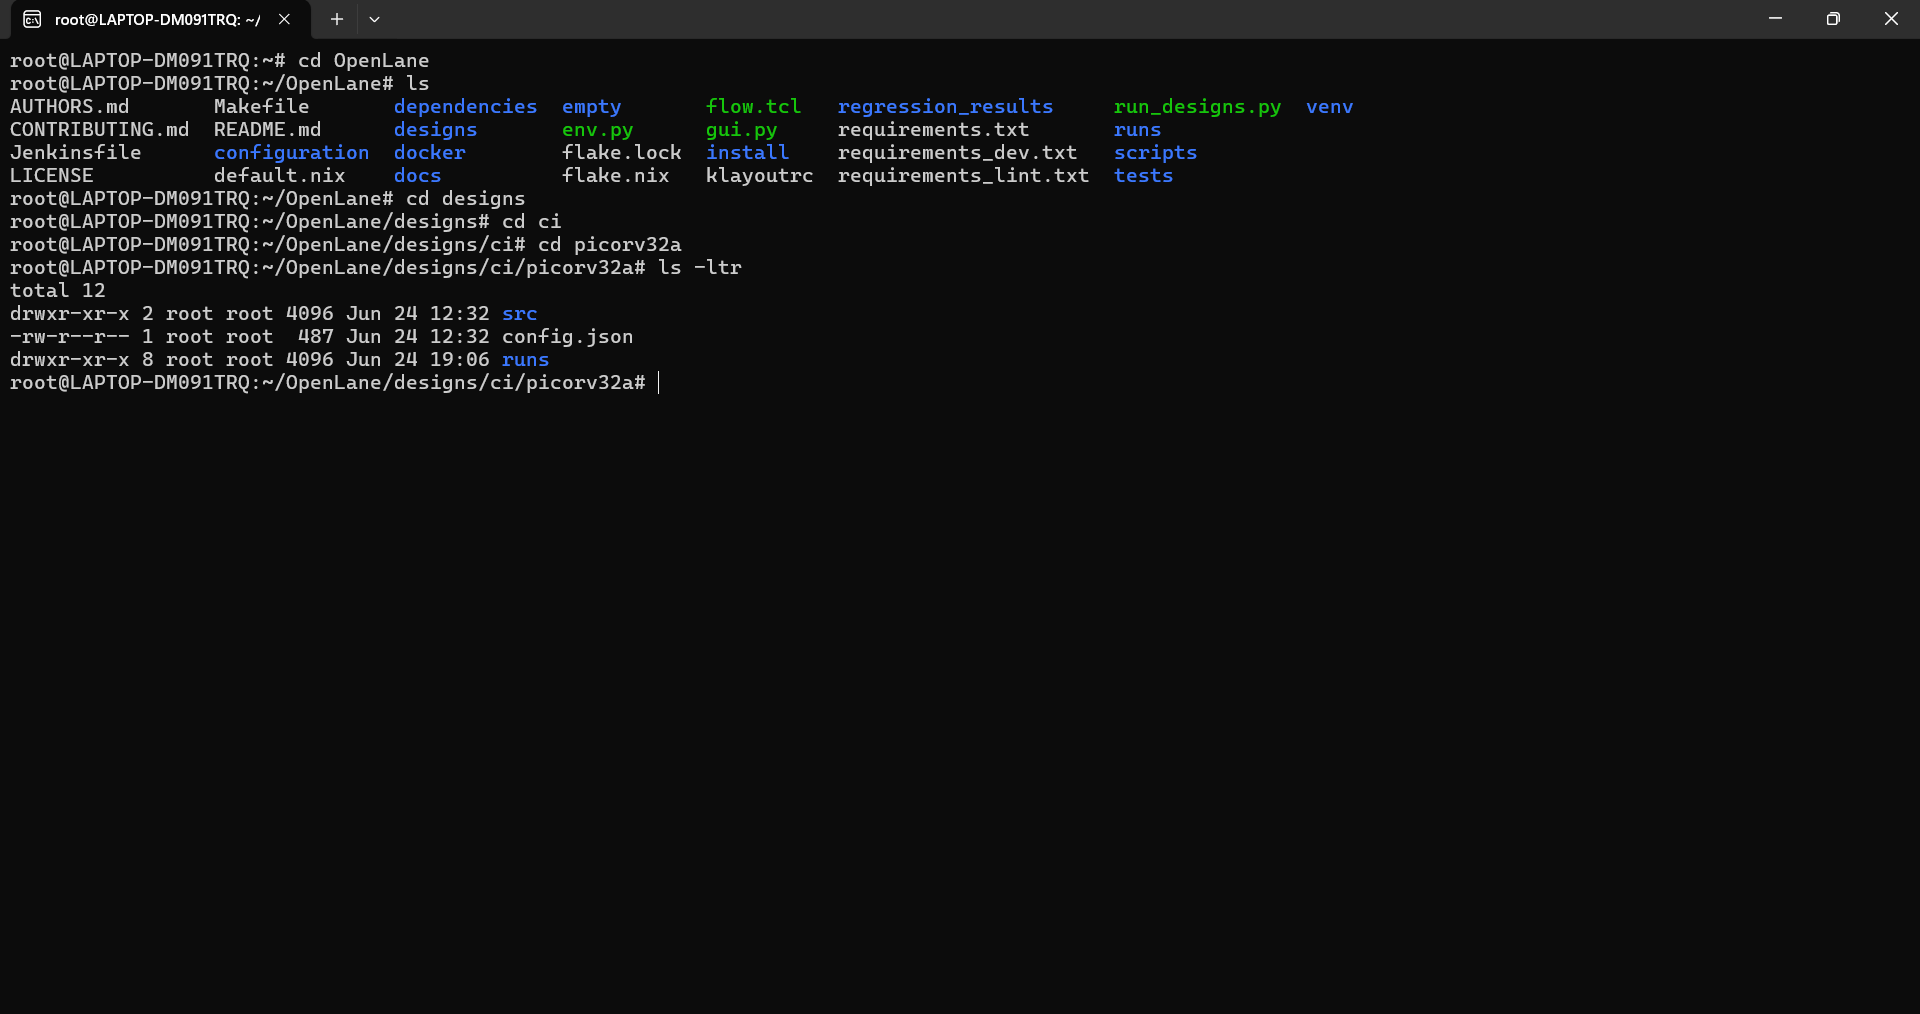 root@LAPTOP-DM091TRQ: ~/
root@LAPTOP-DM091TRQ:~# cd OpenLane
root@LAPTOP-DM091TRQ:~/OpenLane# ls
AUTHORS.md       Makefile       dependencies  empty       flow.tcl   regression_results     run_designs.py  venv
CONTRIBUTING.md  README.md      designs       env.py      gui.py     requirements.txt       runs
Jenkinsfile      configuration  docker        flake.lock  install    requirements_dev.txt   scripts
LICENSE          default.nix    docs          flake.nix   klayoutrc  requirements_lint.txt  tests
root@LAPTOP-DM091TRQ:~/OpenLane# cd designs
root@LAPTOP-DM091TRQ:~/OpenLane/designs# cd ci
root@LAPTOP-DM091TRQ:~/OpenLane/designs/ci# cd picorv32a
root@LAPTOP-DM091TRQ:~/OpenLane/designs/ci/picorv32a# ls -ltr
total 12
drwxr-xr-x 2 root root 4096 Jun 24 12:32 src
-rw-r--r-- 1 root root  487 Jun 24 12:32 config.json
drwxr-xr-x 8 root root 4096 Jun 24 19:06 runs
root@LAPTOP-DM091TRQ:~/OpenLane/designs/ci/picorv32a#